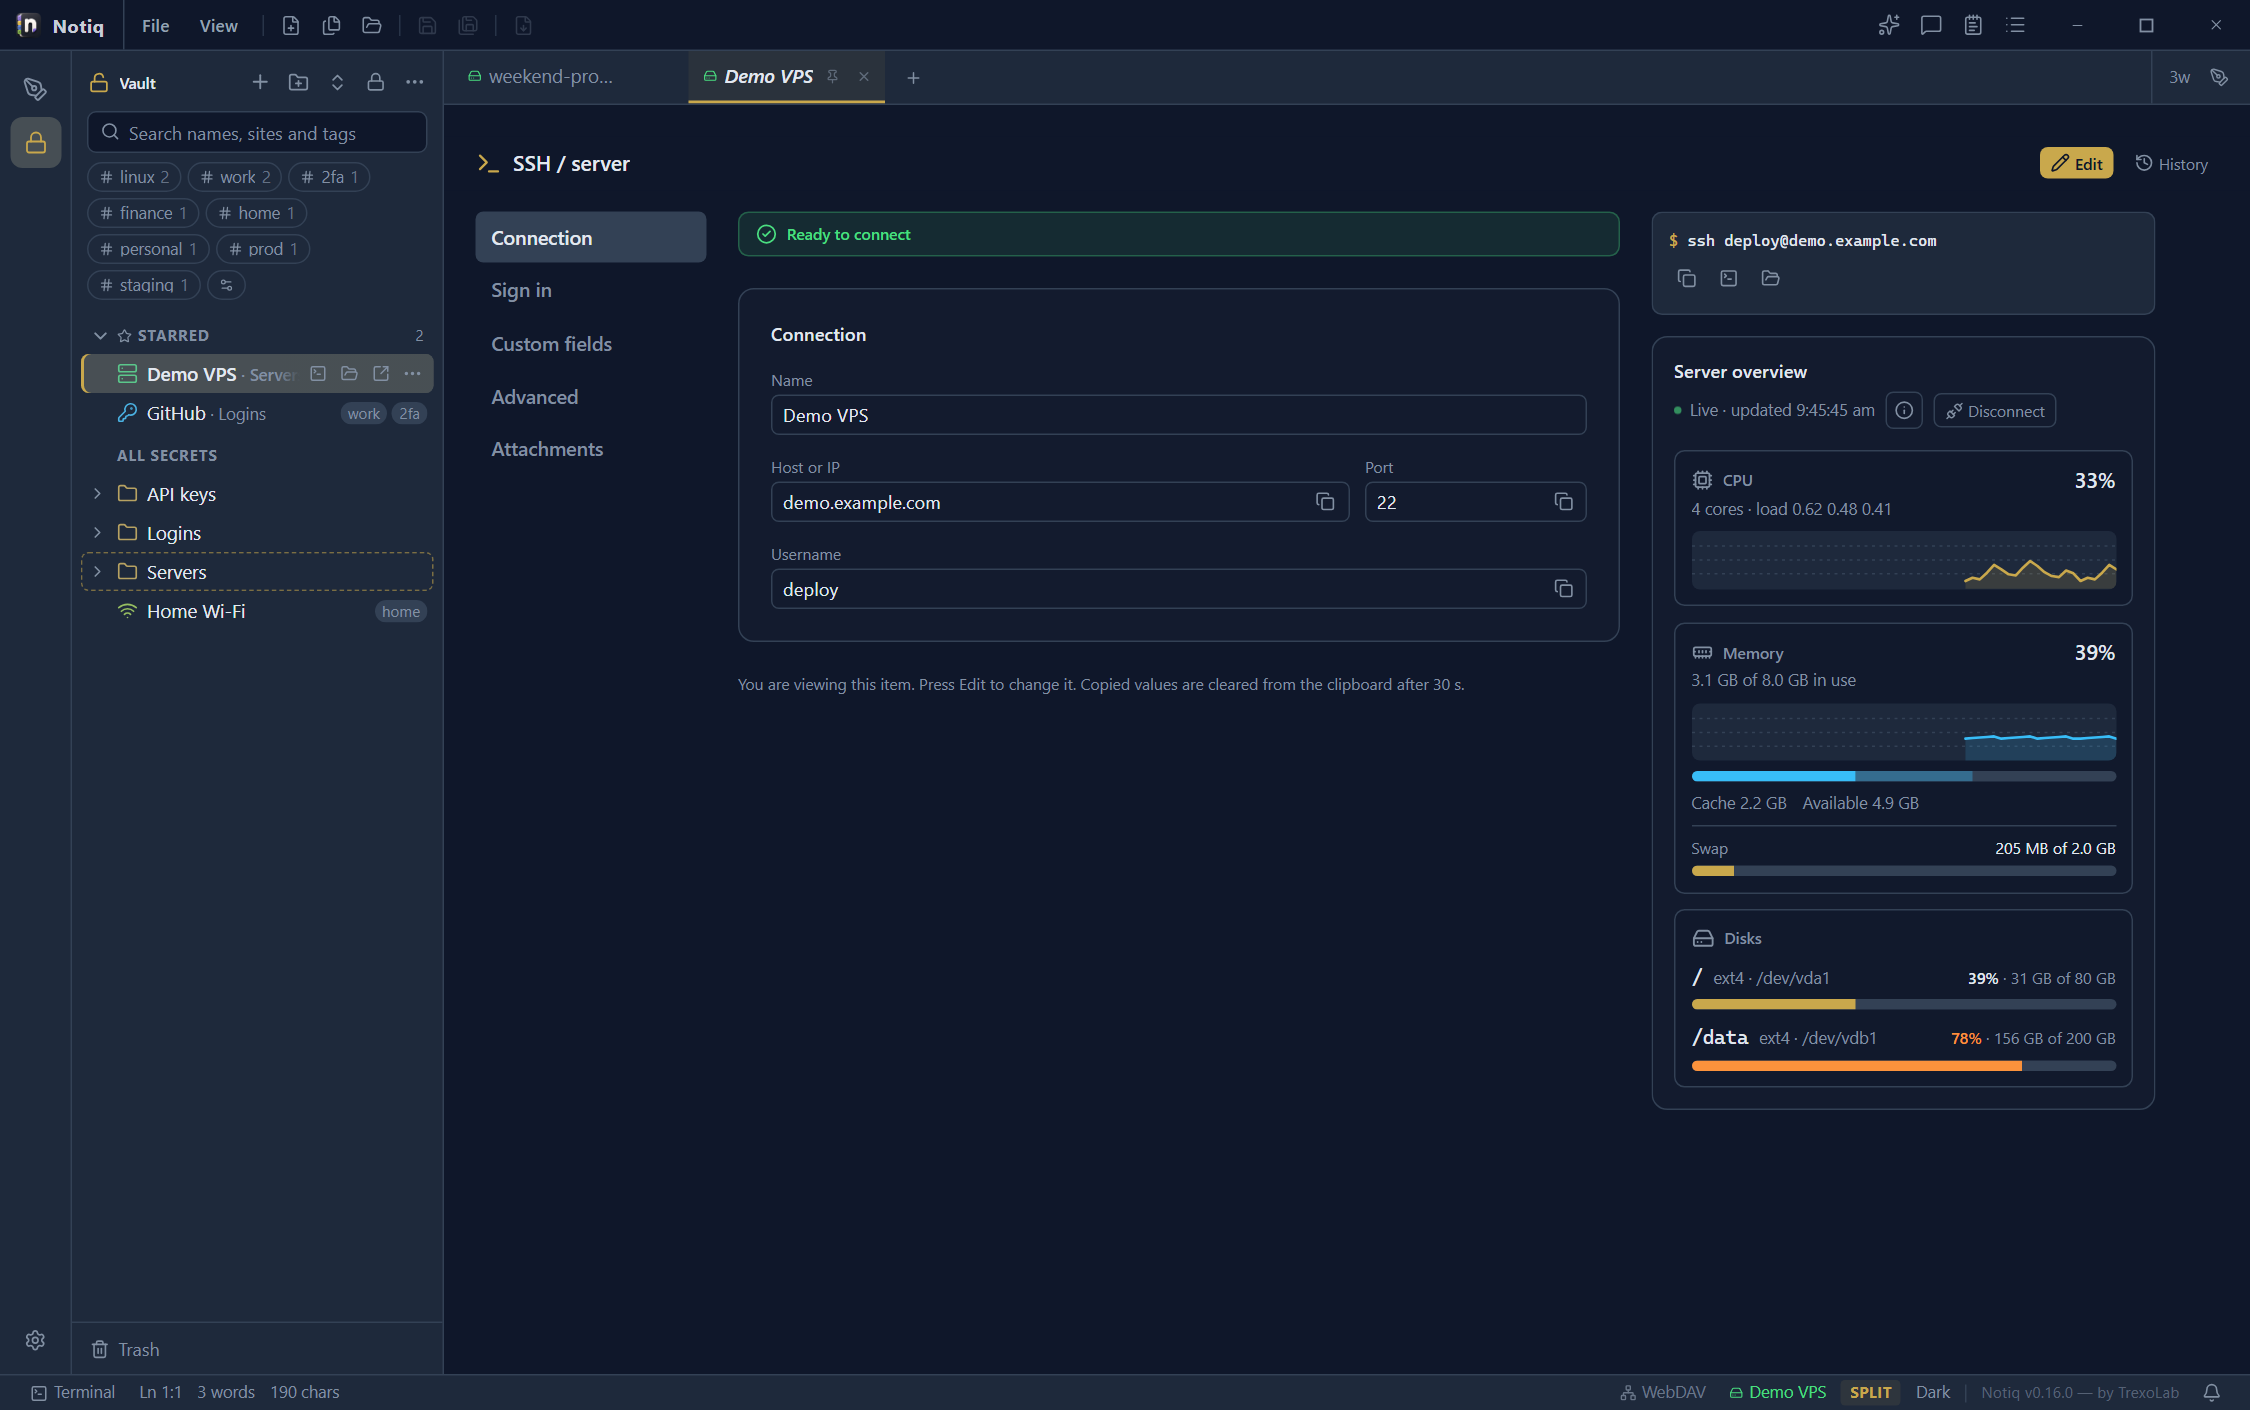 Notiq File View
Vault
Search names, sites and tags
# linux 2 # work 2 # 2fa 1
# finance 1 # home 1
# personal 1 # prod 1
# staging 1
STARRED 2
Demo VPS · Server
GitHub · Logins work 2fa
ALL SECRETS
API keys
Logins
Servers
Home Wi-Fi home
Trash
weekend-pro... Demo VPS 3w
SSH / server Edit History
Connection
Sign in
Custom fields
Advanced
Attachments
Ready to connect
Connection
Name
Demo VPS
Host or IP Port
demo.example.com 22
Username
deploy
You are viewing this item. Press Edit to change it. Copied values are cleared from the clipboard after 30 s.
$ ssh deploy@demo.example.com
Server overview
Live · updated 9:45:45 am Disconnect
CPU 33%
4 cores · load 0.62 0.48 0.41
Memory 39%
3.1 GB of 8.0 GB in use
Cache 2.2 GB Available 4.9 GB
Swap 205 MB of 2.0 GB
Disks
/ ext4 · /dev/vda1 39% · 31 GB of 80 GB
/data ext4 · /dev/vdb1 78% · 156 GB of 200 GB
Terminal Ln 1:1 3 words 190 chars WebDAV Demo VPS SPLIT Dark Notiq v0.16.0 — by TrexoLab